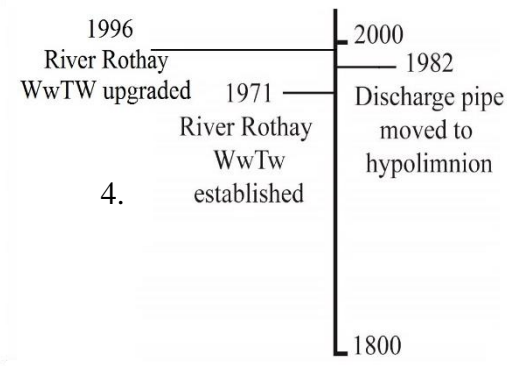 1996
River Rothay
WwTW upgraded
2000
1982
Discharge pipe
moved to
hypolimnion
1971
River Rothay
WwTw
established
4.
1800